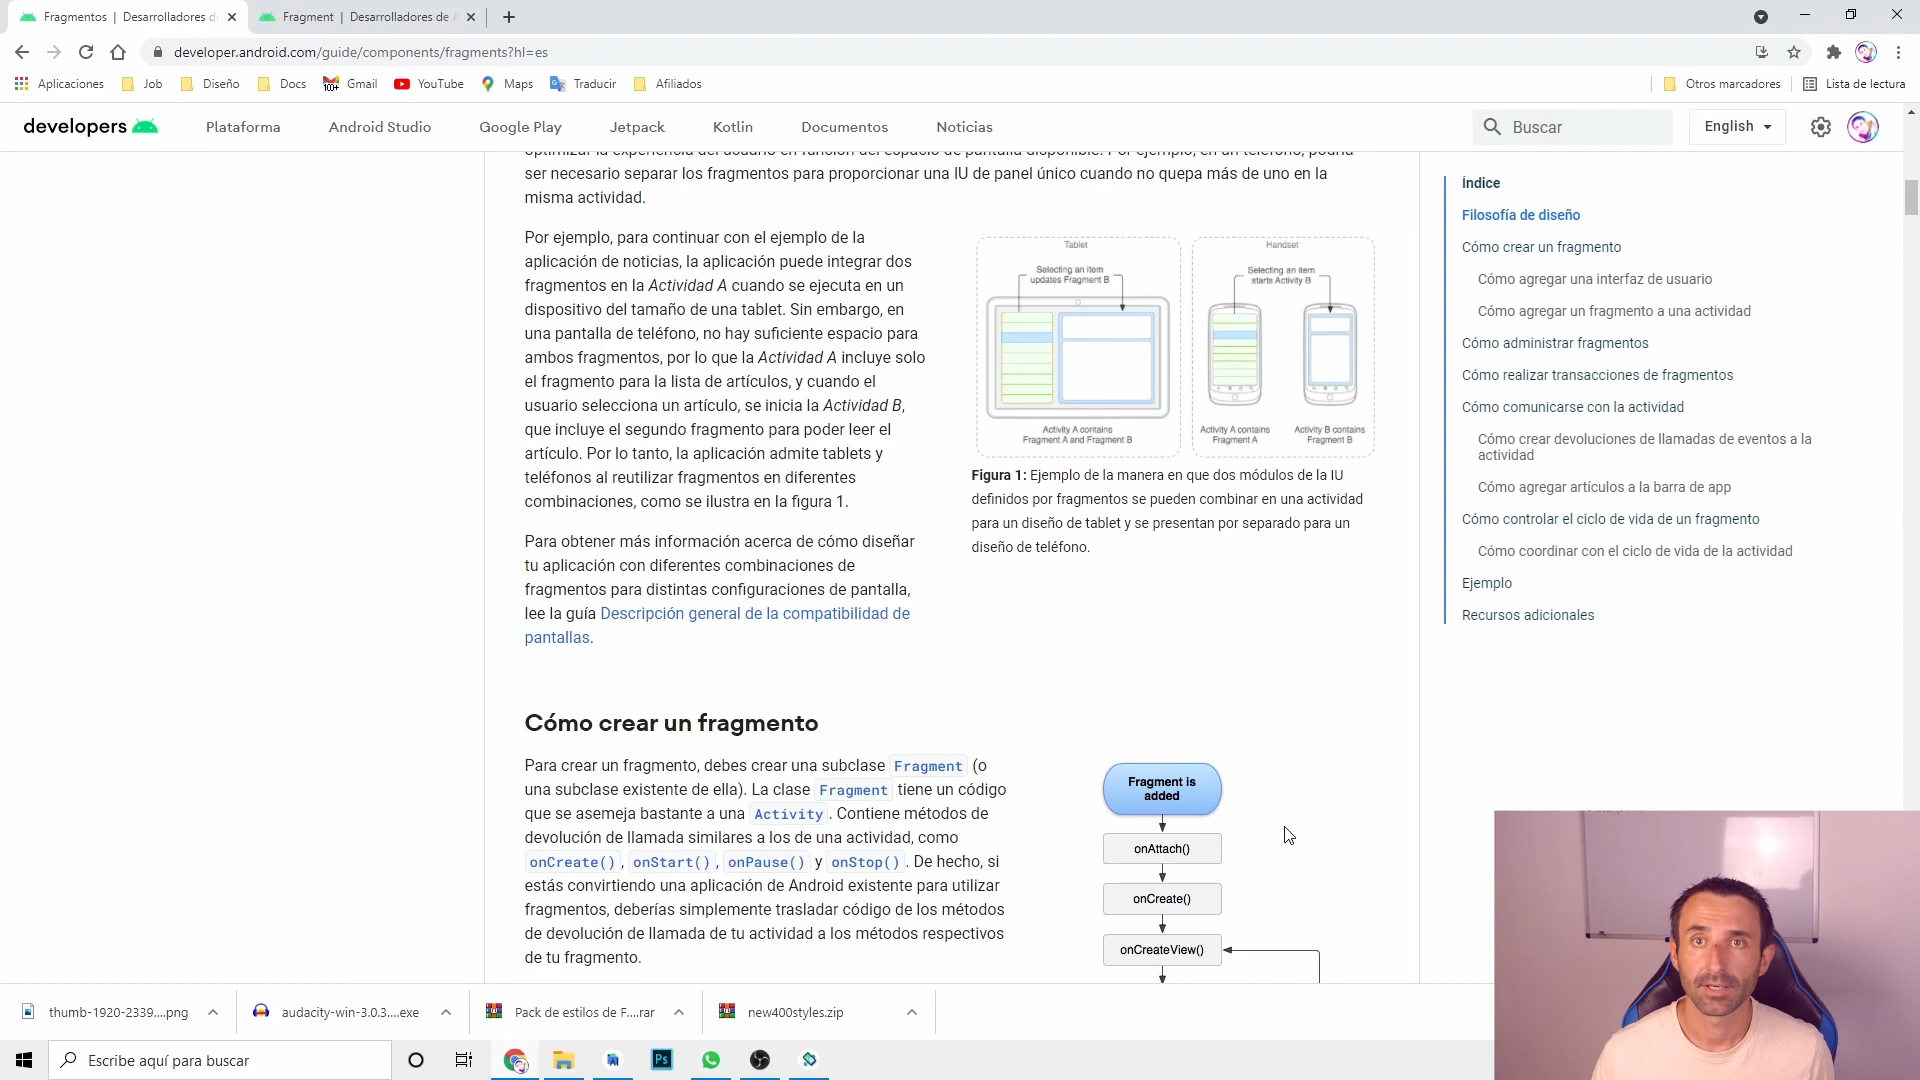 Fragmentos | Desarrolladores d
Fragment | Desarrolladores de A
developer.android.com/guide/components/fragments?hl=es
Aplicaciones
Job
Diseño
Docs
100+
Gmail
YouTube
Maps
Traducir
Afiliados
Otros marcadores
Lista de lectura
developers
Plataforma
Android Studio
Google Play
Jetpack
Kotlin
Documentos
Noticias
Buscar
English
optimizar la experiencia del usuario en función del espacio de pantalla disponible. Por ejemplo, en un teléfono, podría
ser necesario separar los fragmentos para proporcionar una IU de panel único cuando no quepa más de uno en la
misma actividad.
Por ejemplo, para continuar con el ejemplo de la
aplicación de noticias, la aplicación puede integrar dos
fragmentos en la Actividad A cuando se ejecuta en un
dispositivo del tamaño de una tablet. Sin embargo, en
una pantalla de teléfono, no hay suficiente espacio para
ambos fragmentos, por lo que la Actividad A incluye solo
el fragmento para la lista de artículos, y cuando el
usuario selecciona un artículo, se inicia la Actividad B,
que incluye el segundo fragmento para poder leer el
artículo. Por lo tanto, la aplicación admite tablets y
teléfonos al reutilizar fragmentos en diferentes
combinaciones, como se ilustra en la figura 1.
Tablet
Selecting an item
updates Fragment B
Activity A contains
Fragment A and Fragment B
Handset
Selecting an item
starts Activity B
Activity A contains
Fragment A
Activity B contains
Fragment B
Figura 1: Ejemplo de la manera en que dos módulos de la IU
definidos por fragmentos se pueden combinar en una actividad
para un diseño de tablet y se presentan por separado para un
diseño de teléfono.
Para obtener más información acerca de cómo diseñar
tu aplicación con diferentes combinaciones de
fragmentos para distintas configuraciones de pantalla,
lee la guía Descripción general de la compatibilidad de
pantallas.
Cómo crear un fragmento
Para crear un fragmento, debes crear una subclase Fragment (o
una subclase existente de ella). La clase Fragment tiene un código
que se asemeja bastante a una Activity. Contiene métodos de
devolución de llamada similares a los de una actividad, como
onCreate(), onStart(), onPause() y onStop(). De hecho, si
estás convirtiendo una aplicación de Android existente para utilizar
fragmentos, deberías simplemente trasladar código de los métodos
de devolución de llamada de tu actividad a los métodos respectivos
de tu fragmento.
Fragment is
added
onAttach()
onCreate()
onCreateView()
Índice
Filosofía de diseño
Cómo crear un fragmento
Cómo agregar una interfaz de usuario
Cómo agregar un fragmento a una actividad
Cómo administrar fragmentos
Cómo realizar transacciones de fragmentos
Cómo comunicarse con la actividad
Cómo crear devoluciones de llamadas de eventos a la
actividad
Cómo agregar artículos a la barra de app
Cómo controlar el ciclo de vida de un fragmento
Cómo coordinar con el ciclo de vida de la actividad
Ejemplo
Recursos adicionales
thumb-1920-2339....png
audacity-win-3.0.3....exe
Pack de estilos de F....rar
new400styles.zip
Escribe aquí para buscar
Ps